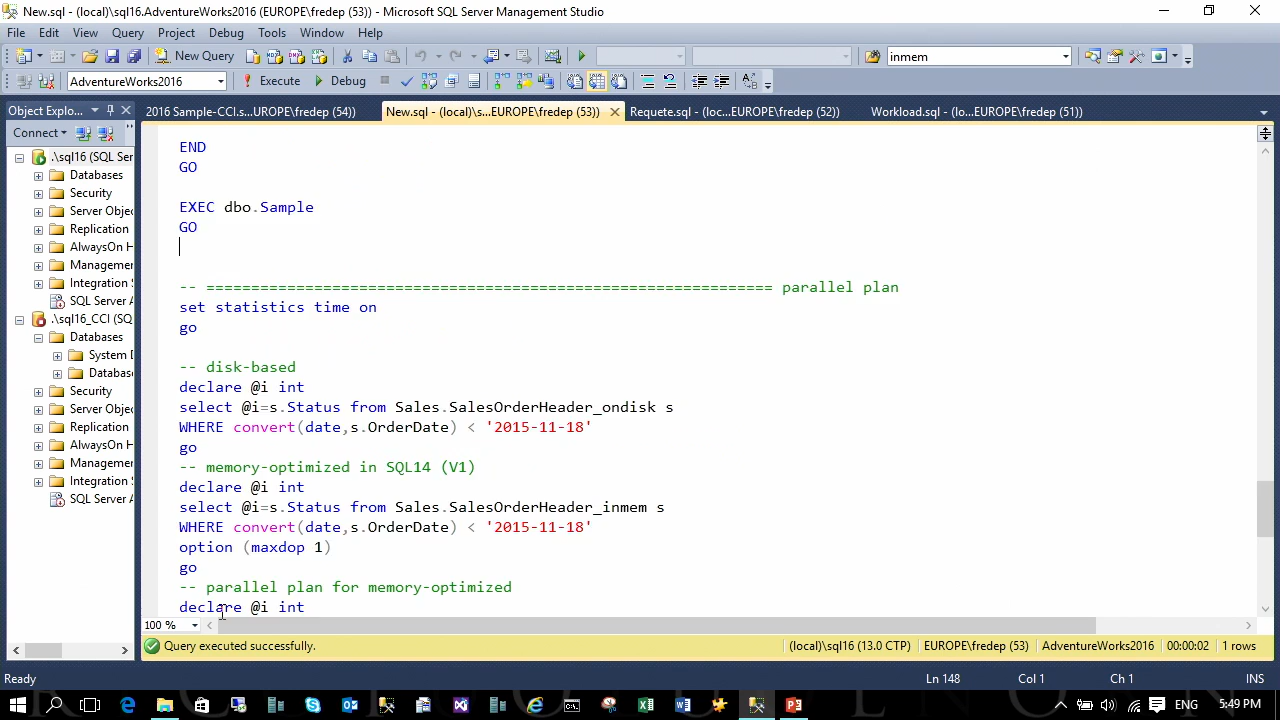 New.sql - (local)\sql16.AdventureWorks2016 (EUROPE\fredep (53)) - Microsoft SQL Server Management Studio
File Edit View Query Project Debug Tools Window Help
New Query inmem
AdventureWorks2016 Execute Debug
Object Explo... 2016 Sample-CCI.s...UROPE\fredep (54)) New.sql - (local)\s...EUROPE\fredep (53)) Requete.sql - (loc...EUROPE\fredep (52)) Workload.sql - (lo...EUROPE\fredep (51))
Connect
.\sql16 (SQL Ser
Databases
Security
Server Objec
Replication
AlwaysOn H
Managemen
Integration S
SQL Server A
.\sql16_CCI (SQ
Databases
System D
Databas
Security
Server Objec
Replication
AlwaysOn H
Managemen
Integration S
SQL Server A
END
GO
EXEC dbo.Sample
GO
-- =============================================================== parallel plan
set statistics time on
go
-- disk-based
declare @i int
select @i=s.Status from Sales.SalesOrderHeader_ondisk s
WHERE convert(date,s.OrderDate) < '2015-11-18'
go
-- memory-optimized in SQL14 (V1)
declare @i int
select @i=s.Status from Sales.SalesOrderHeader_inmem s
WHERE convert(date,s.OrderDate) < '2015-11-18'
option (maxdop 1)
go
-- parallel plan for memory-optimized
declare @i int
100 %
Query executed successfully. (local)\sql16 (13.0 CTP) EUROPE\fredep (53) AdventureWorks2016 00:00:02 1 rows
Ready Ln 148 Col 1 Ch 1 INS
ENG 5:49 PM